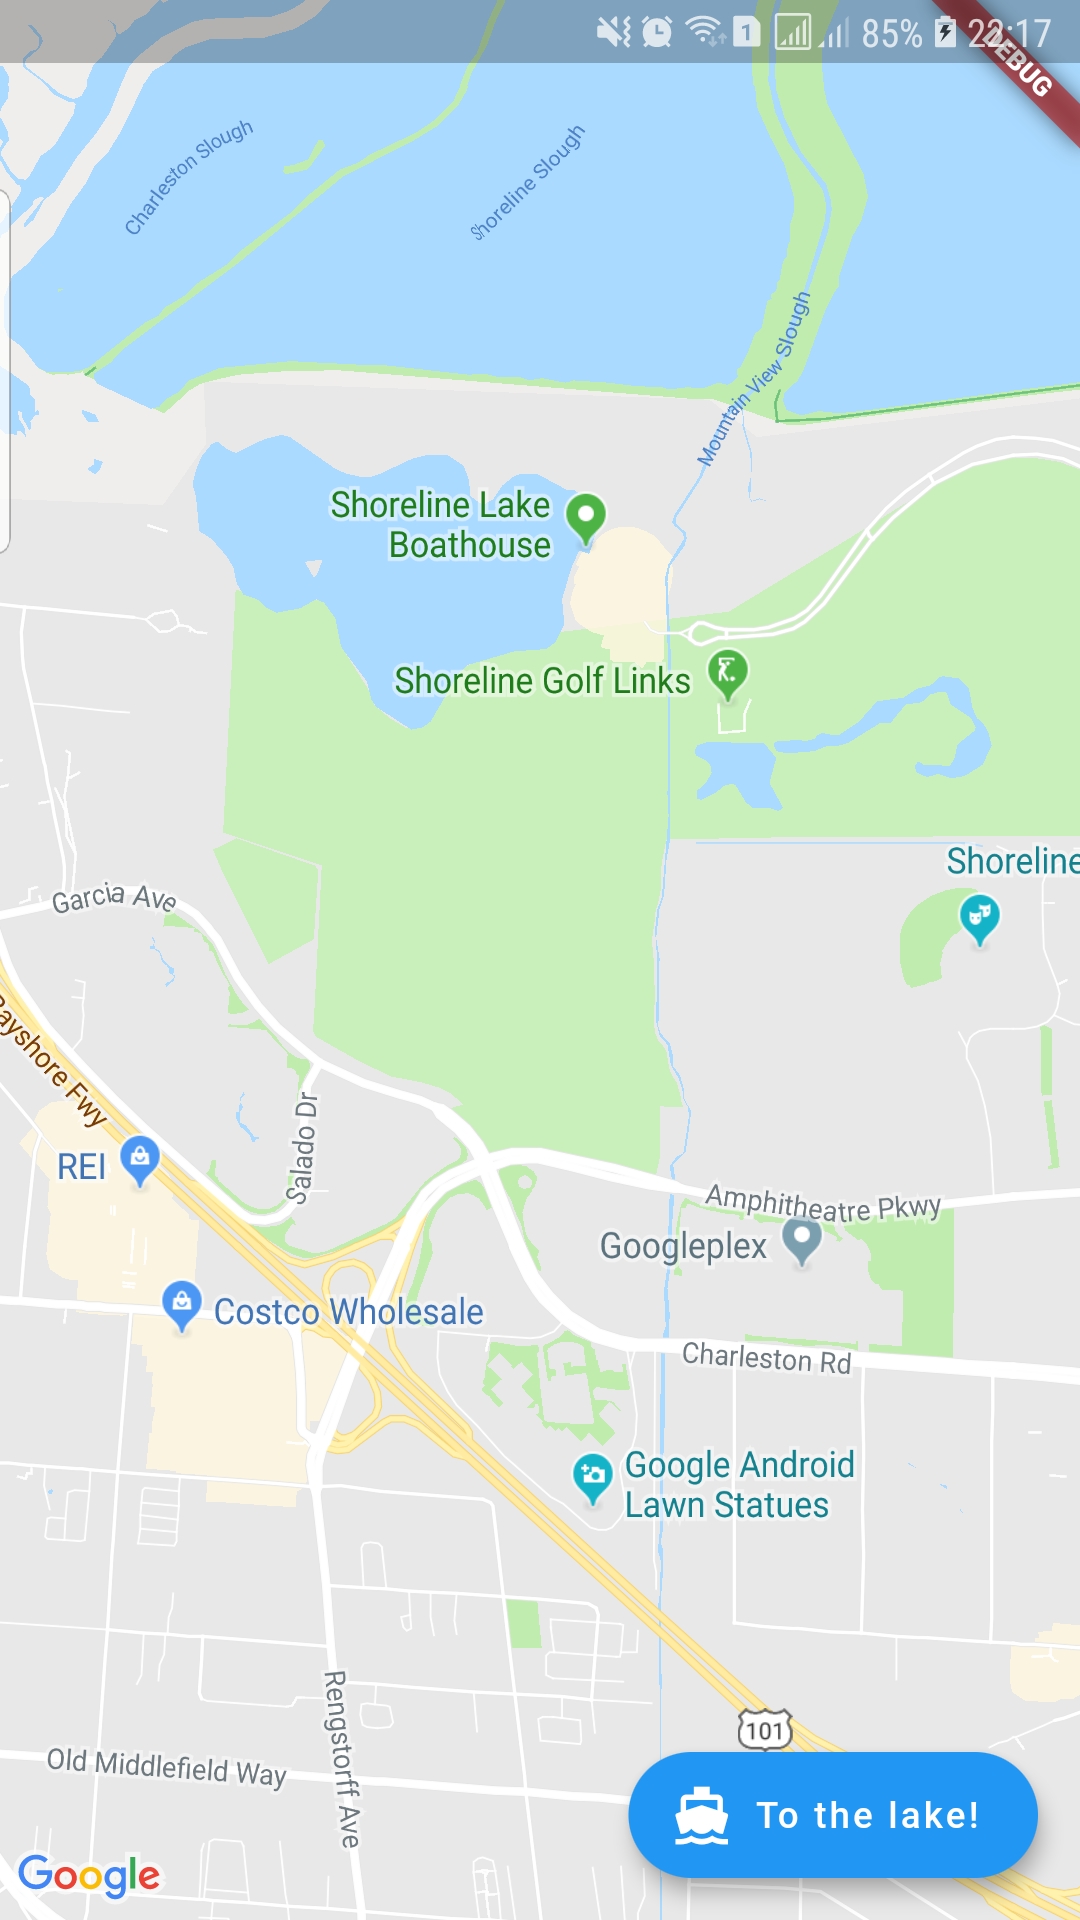 1 85% 22:17
DEBUG
Charleston Slough
Shoreline Slough
Mountain View Slough
Shoreline Lake
Boathouse
Shoreline Golf Links
Shoreline
Garcia Ave
Bayshore Fwy
Salado Dr
REI
Amphitheatre Pkwy
Googleplex
Costco Wholesale
Charleston Rd
Google Android
Lawn Statues
Rengstorff Ave
101
Old Middlefield Way
To the lake!
Google